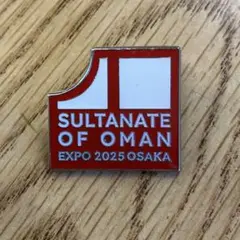 SULTANATE
OF OMAN
EXPO 2025 OSAKA